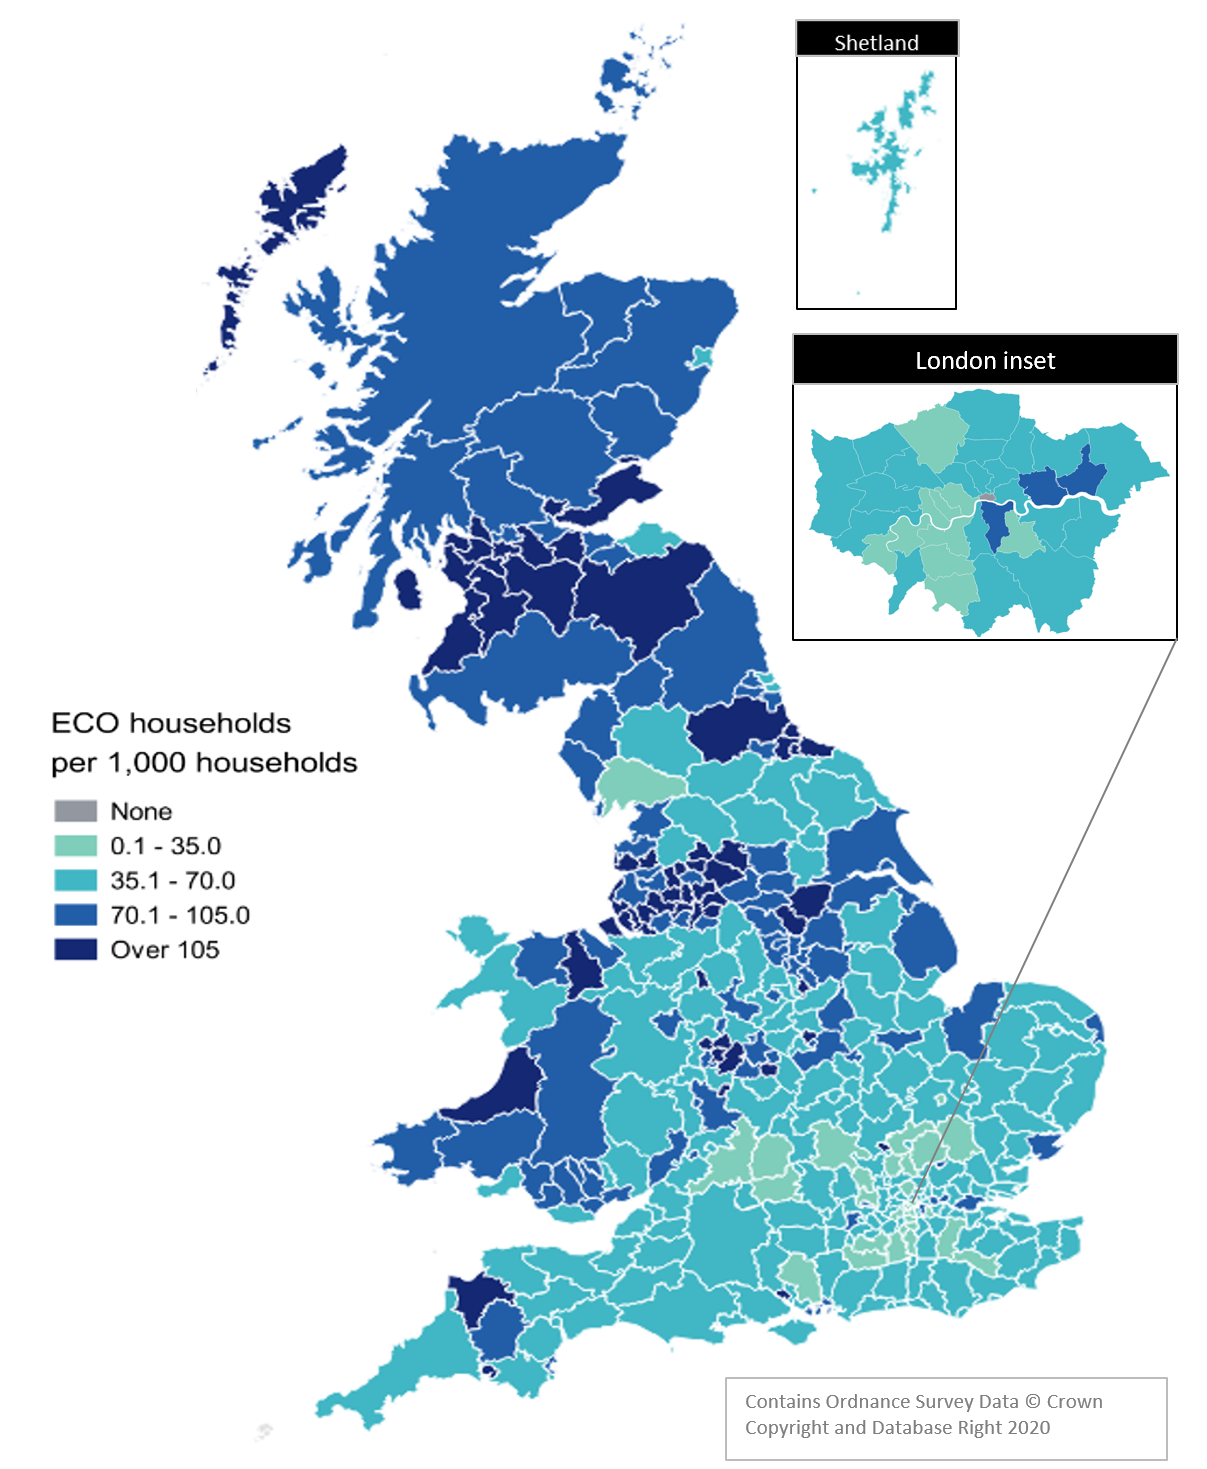 Shetland
London inset
ECO households
per 1,000 households
None
0.1 - 35.0
35.1 - 70.0
70.1 - 105.0
Over 105
Contains Ordnance Survey Data © Crown
Copyright and Database Right 2020